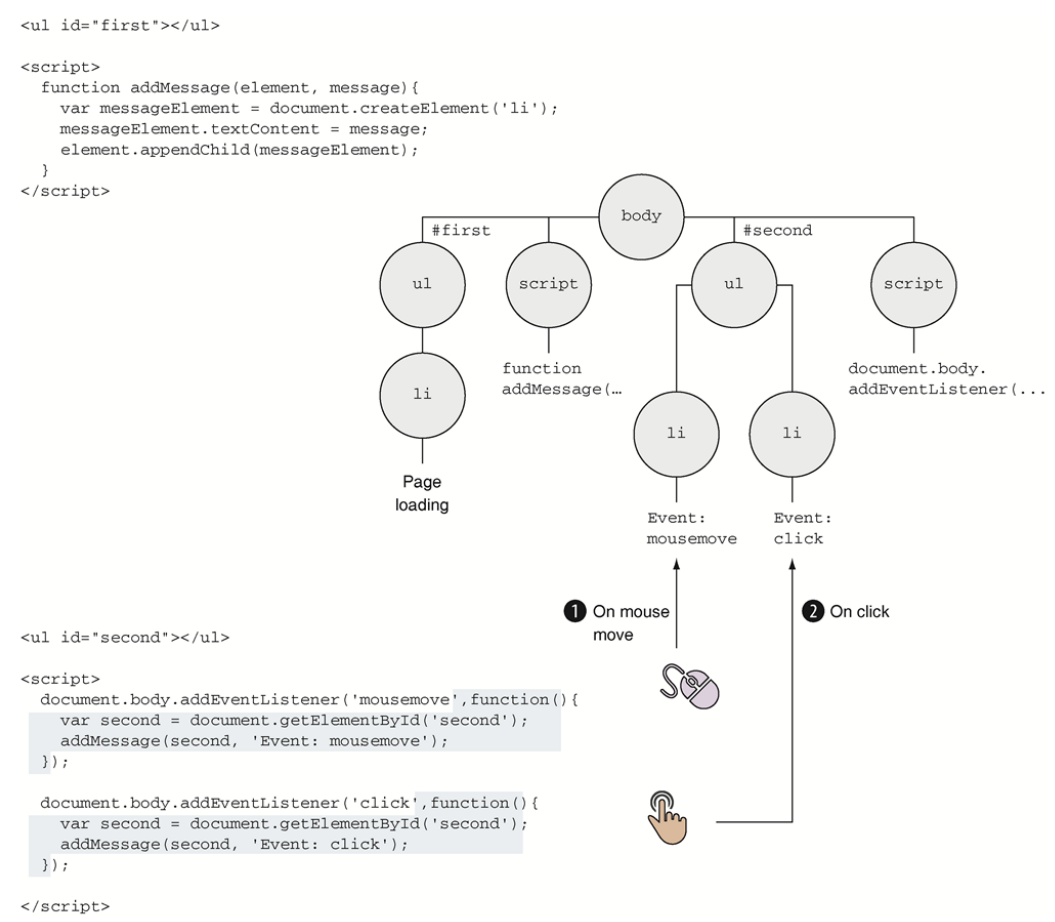 <ul id="first"></ul>
<script>
function addMessage(element, message){
var messageElement = document.createElement('li');
messageElement.textContent = message;
element.appendChild(messageElement);
}
</script>
body
#first
#second
ul
script
ul
script
function
addMessage(…
document.body.
addEventListener(...
li
li
li
Page
loading
Event:
mousemove
Event:
click
1 On mouse
move
2 On click
<ul id="second"></ul>
<script>
document.body.addEventListener('mousemove',function(){
var second = document.getElementById('second');
addMessage(second, 'Event: mousemove');
});
document.body.addEventListener('click',function(){
var second = document.getElementById('second');
addMessage(second, 'Event: click');
});
</script>